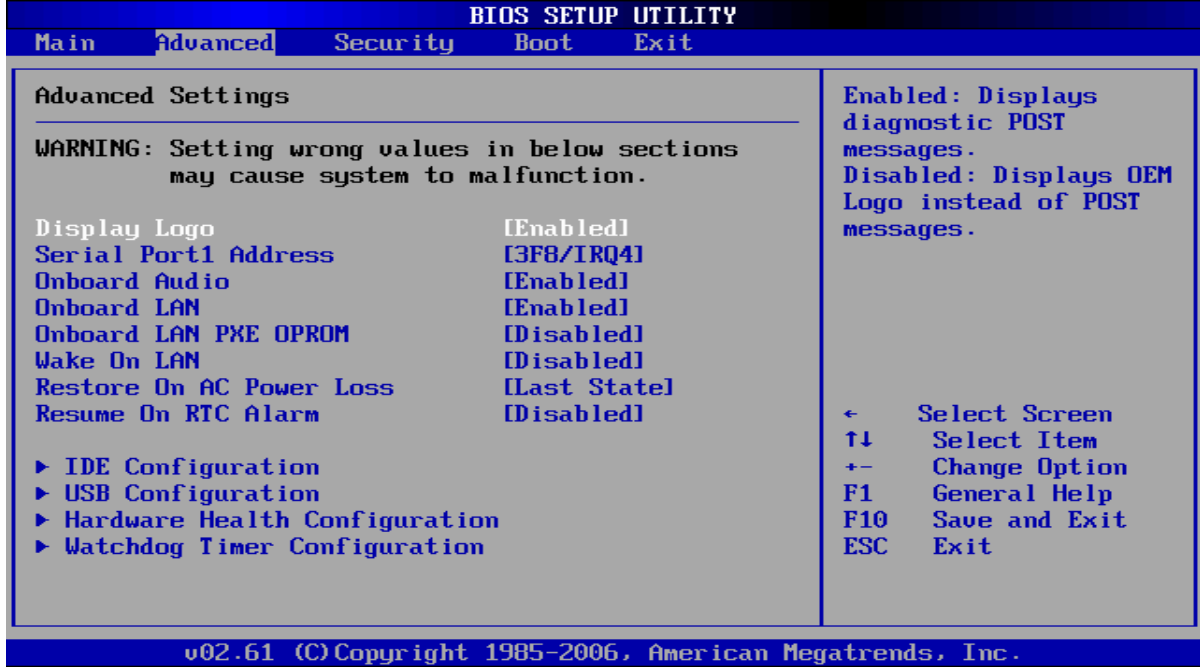 BIOS SETUP UTILITY
Main Advanced Security Boot Exit
Advanced Settings
WARNING: Setting wrong values in below sections
may cause system to malfunction.
Display Logo [Enabled]
Serial Port1 Address [3F8/IRQ4]
Onboard Audio [Enabled]
Onboard LAN [Enabled]
Onboard LAN PXE OPROM [Disabled]
Wake On LAN [Disabled]
Restore On AC Power Loss [Last State]
Resume On RTC Alarm [Disabled]
► IDE Configuration
► USB Configuration
► Hardware Health Configuration
► Watchdog Timer Configuration
Enabled: Displays
diagnostic POST
messages.
Disabled: Displays OEM
Logo instead of POST
messages.
← Select Screen
↑↓ Select Item
+- Change Option
F1 General Help
F10 Save and Exit
ESC Exit
v02.61 (C)Copyright 1985-2006, American Megatrends, Inc.